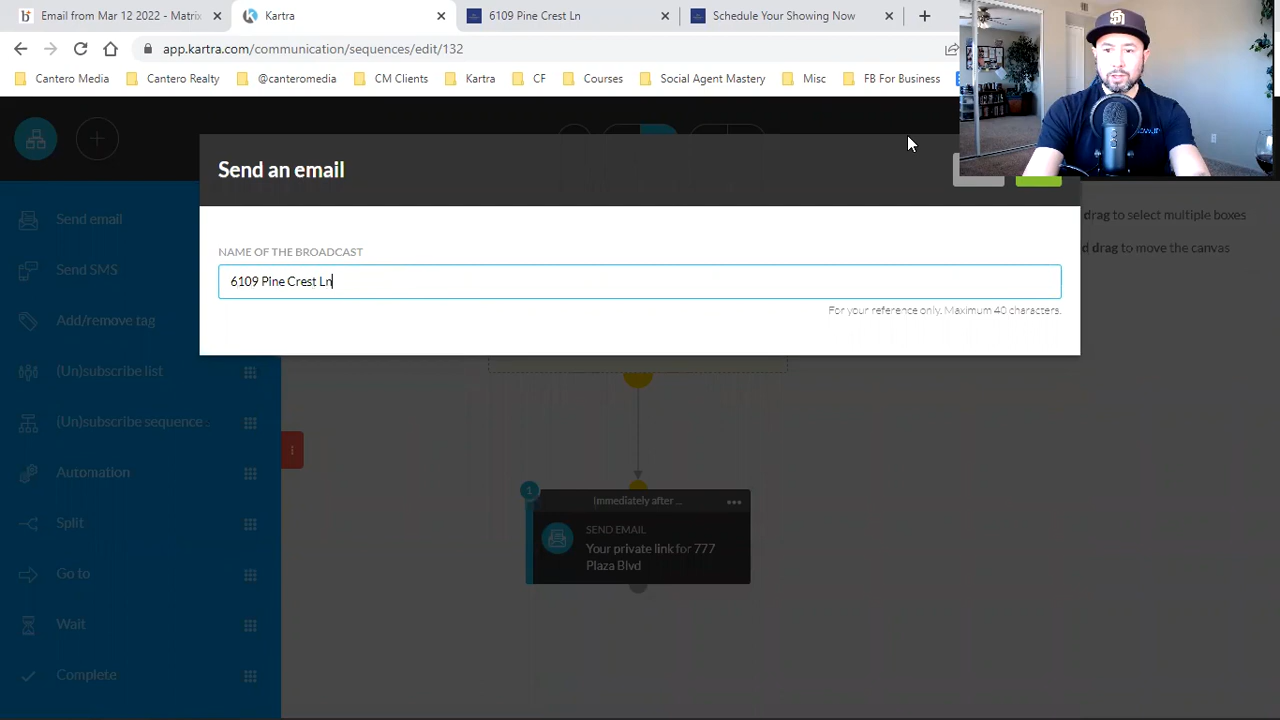 Email from Mar 12 2022 - Matrix
Kartra
6109 Pine Crest Ln
Schedule Your Showing Now
app.kartra.com/communication/sequences/edit/132
Cantero Media
Cantero Realty
@canteromedia
CM Clients
Kartra
CF
Courses
Social Agent Mastery
Misc
FB For Business
Send an email
NAME OF THE BROADCAST
6109 Pine Crest Ln
For your reference only. Maximum 40 characters.
drag to select multiple boxes
drag to move the canvas
Send email
Send SMS
Add/remove tag
(Un)subscribe list
(Un)subscribe sequence ..
Automation
Split
Go to
Wait
Complete
1
Immediately after ...
SEND EMAIL
Your private link for 777
Plaza Blvd